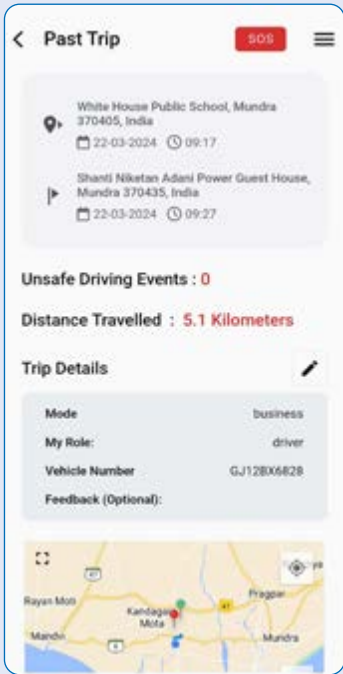 Past Trip
SOS
White House Public School, Mundra
370405, India
22-03-2024 09:17
Shanti Niketan Adani Power Guest House,
Mundra 370435, India
22-03-2024 09:27
Unsafe Driving Events : 0
Distance Travelled : 5.1 Kilometers
Trip Details
Mode business
My Role: driver
Vehicle Number GJ12BX6828
Feedback (Optional):
Rayan Moti
Pragpar
41
Kandagara
Mota
Mandvi
Mundra